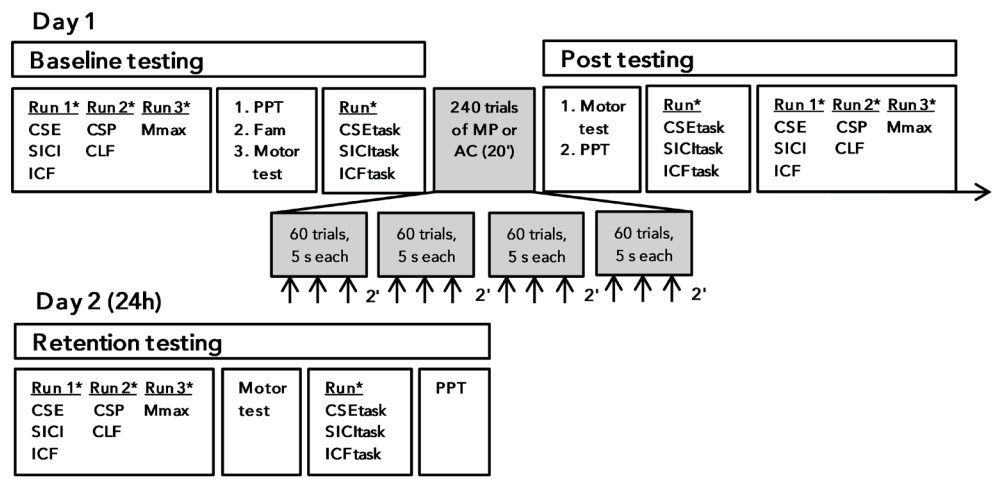 Day 1
Baseline testing
Post testing
Run 1* Run 2* Run 3*
CSE CSP Mmax
SICI CLF
ICF
1. PPT
2. Fam
3. Motor
test
Run*
CSEtask
SICItask
ICFtask
240 trials
of MP or
AC (20')
1. Motor
test
2. PPT
Run*
CSEtask
SICItask
ICFtask
Run 1* Run 2* Run 3*
CSE CSP Mmax
SICI CLF
ICF
60 trials,
5 s each
60 trials,
5 s each
60 trials,
5 s each
60 trials,
5 s each
2' 2' 2' 2'
Day 2 (24h)
Retention testing
Run 1* Run 2* Run 3*
CSE CSP Mmax
SICI CLF
ICF
Motor
test
Run*
CSEtask
SICItask
ICFtask
PPT